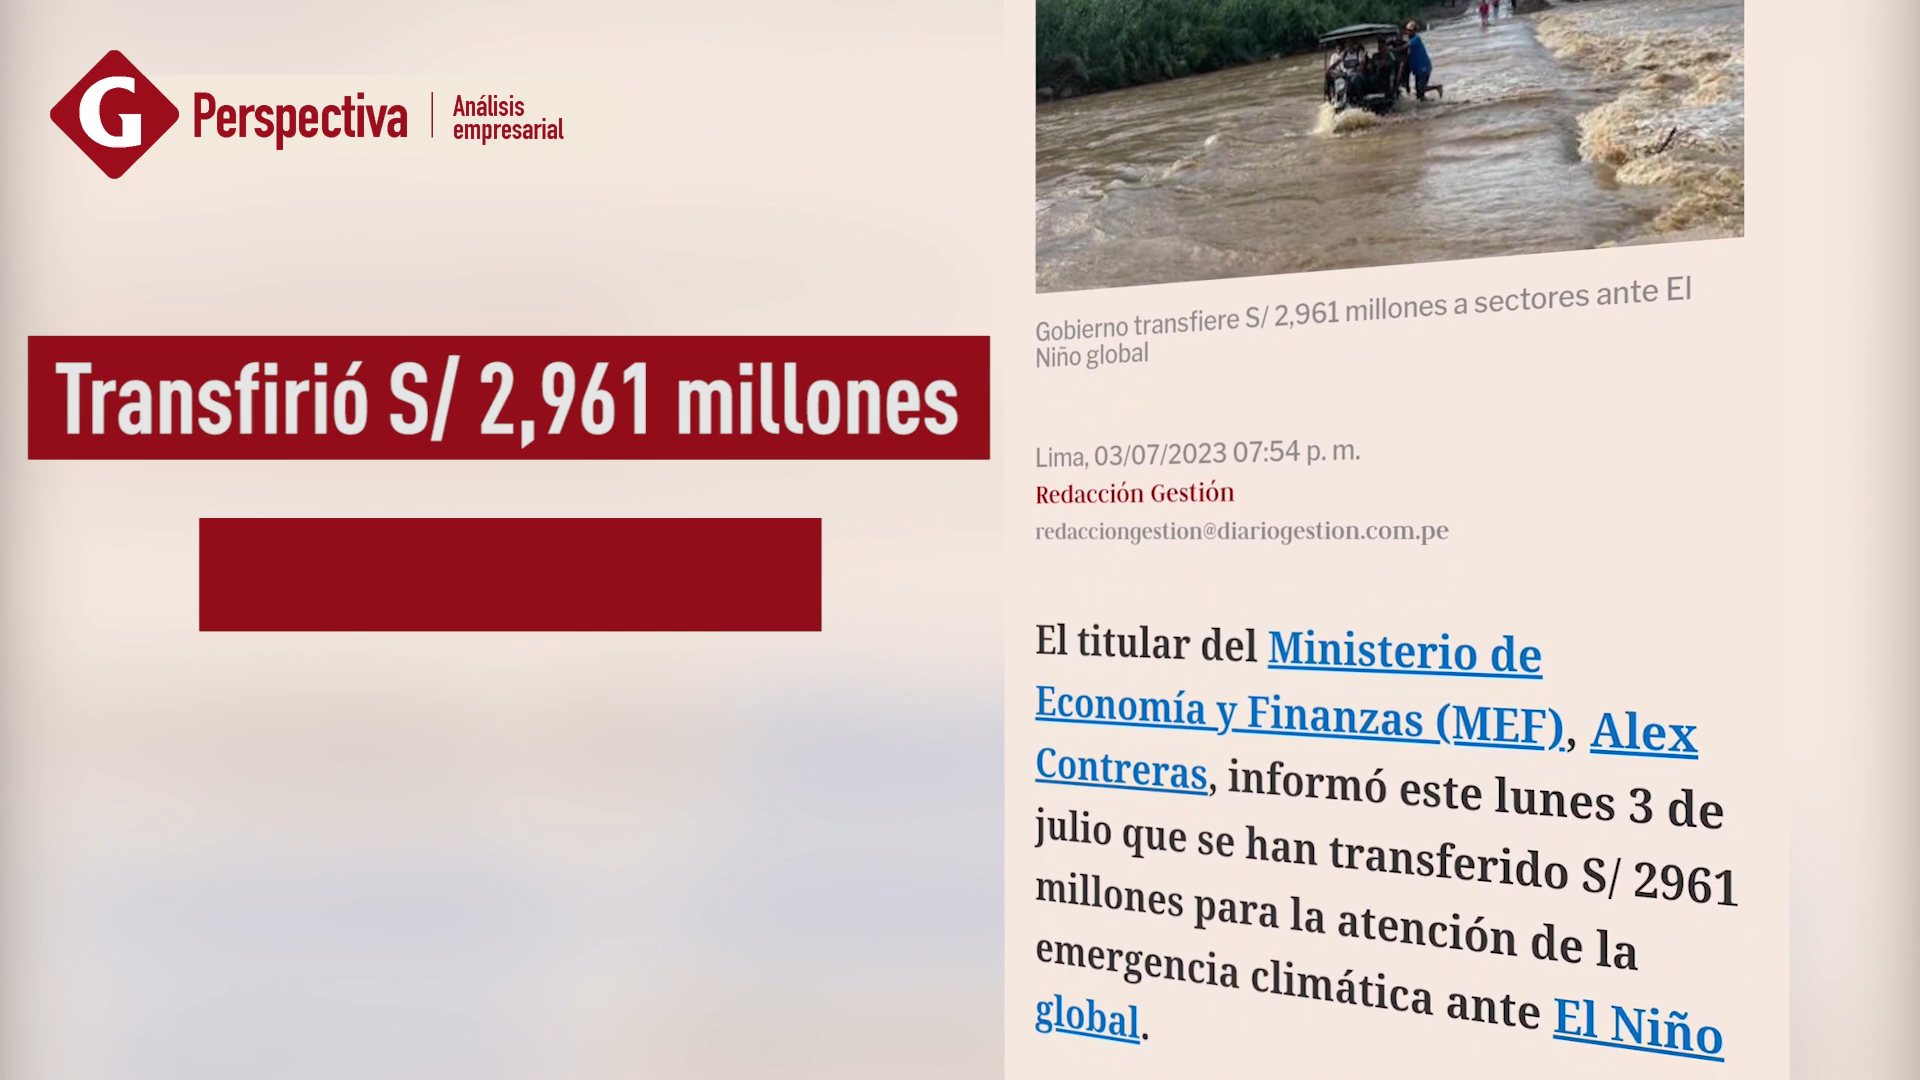 G
Perspectiva
Análisis
empresarial
Transfirió S/ 2,961 millones
Gobierno transfiere S/ 2,961 millones a sectores ante El
Niño global
Lima, 03/07/2023 07:54 p. m.
Redacción Gestión
redacciongestion@diariogestion.com.pe
El titular del Ministerio de
Economía y Finanzas (MEF), Alex
Contreras, informó este lunes 3 de
julio que se han transferido S/ 2961
millones para la atención de la
emergencia climática ante El Niño
global.